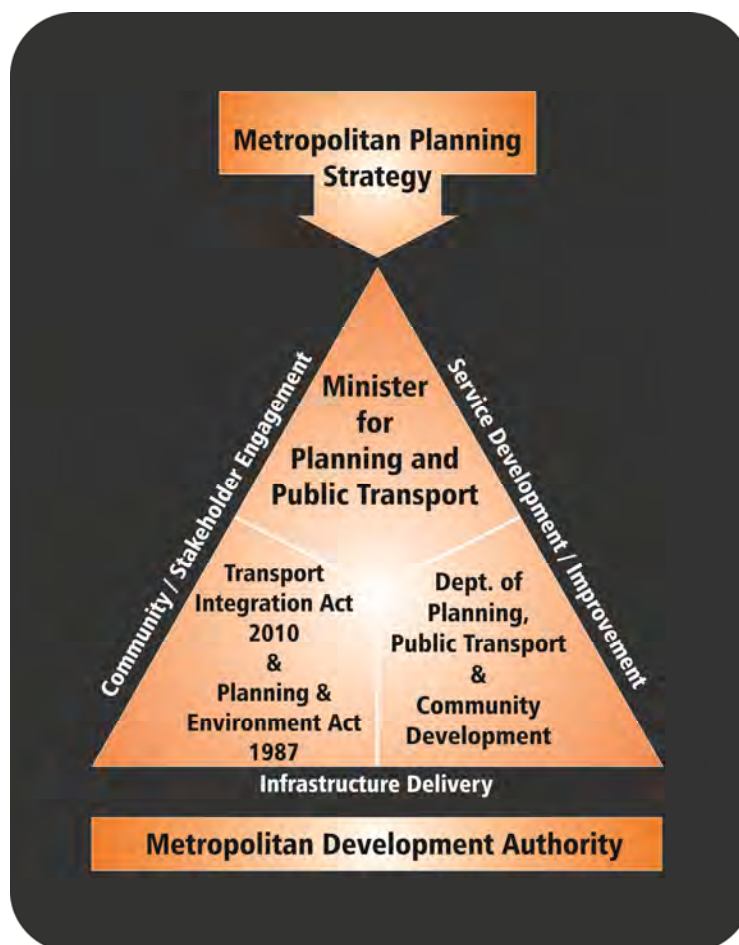 Metropolitan Planning
Strategy
Community / Stakeholder Engagement
Service Development / Improvement
Minister
for
Planning and
Public Transport
Transport
Integration Act
2010
&
Planning &
Environment Act
1987
Dept. of
Planning,
Public Transport
&
Community
Development
Infrastructure Delivery
Metropolitan Development Authority